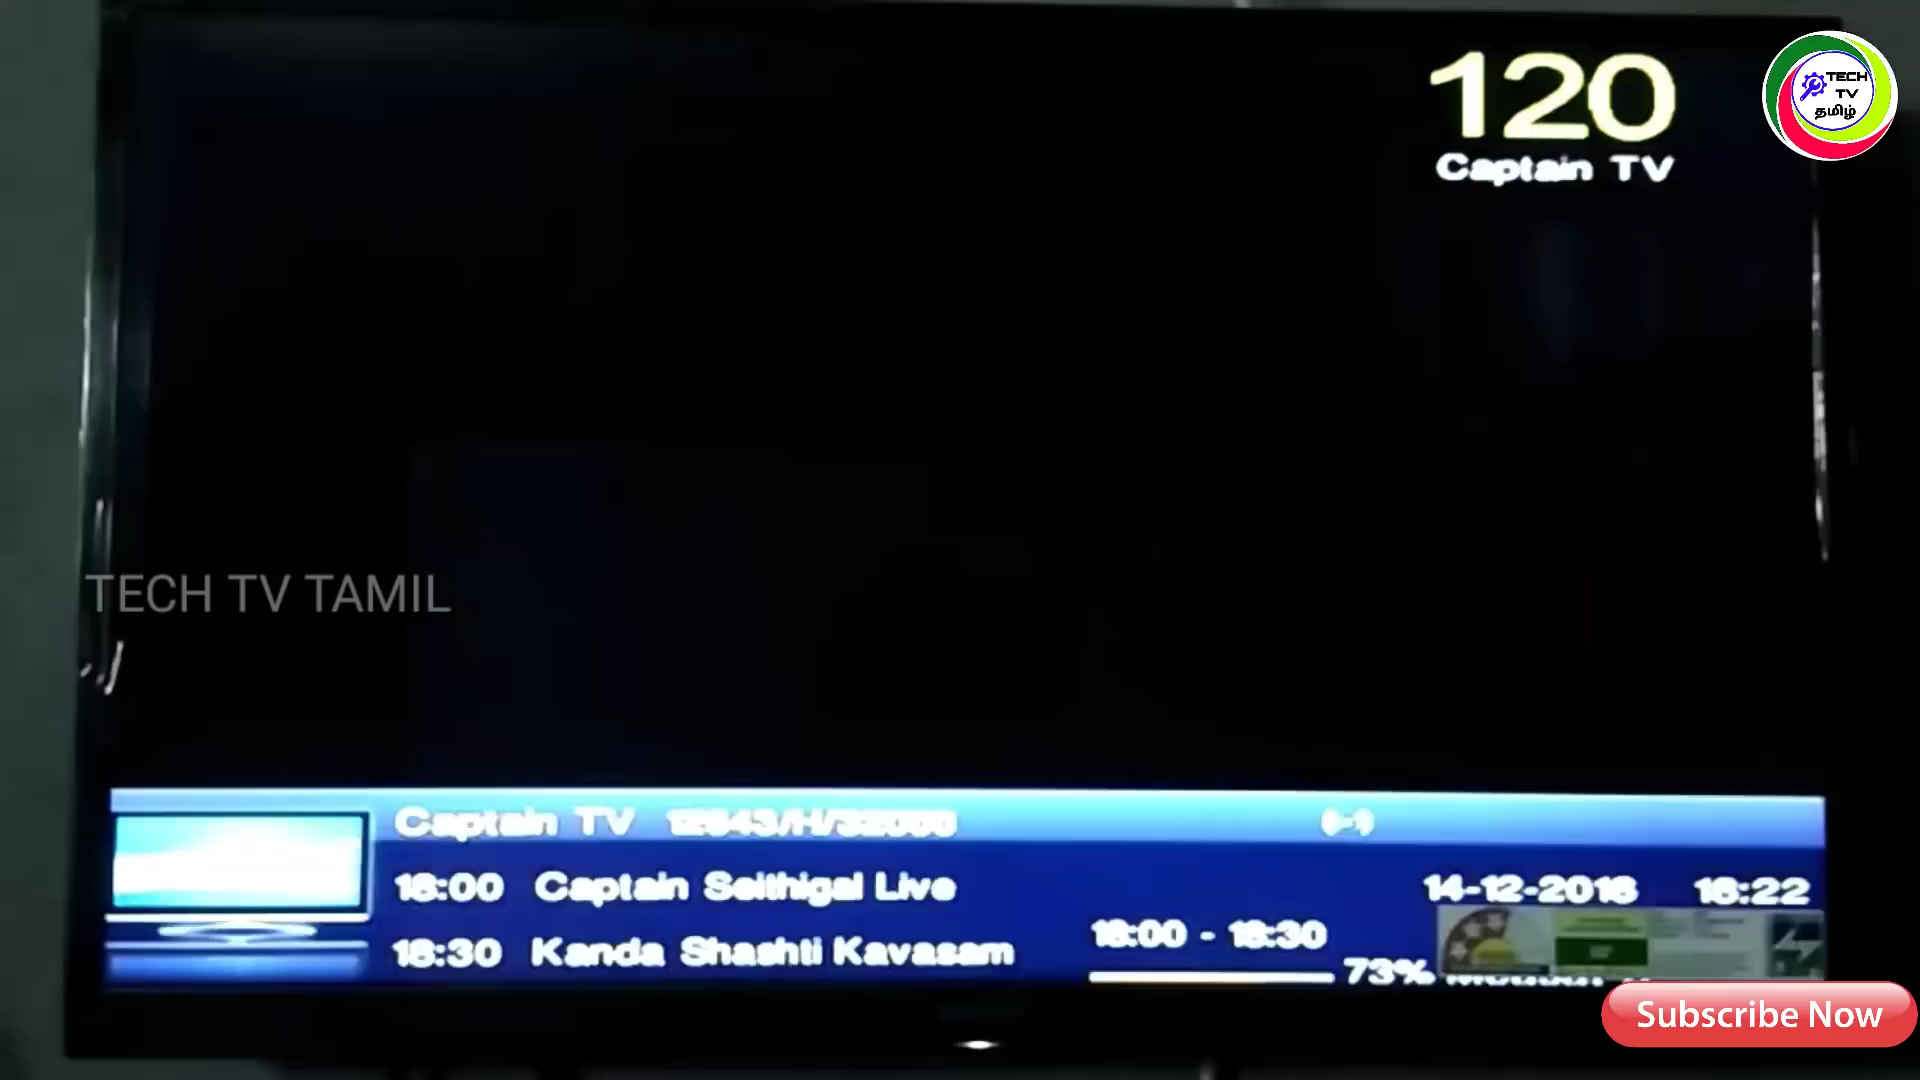 120
Captain TV
TECH
TV
தமிழ்
TECH TV TAMIL
Captain TV
18:00 Captain Seithigal Live
14-12-2018 18:22
18:30 Kanda Shashti Kavasam
18:00 - 18:30
73%
Subscribe Now